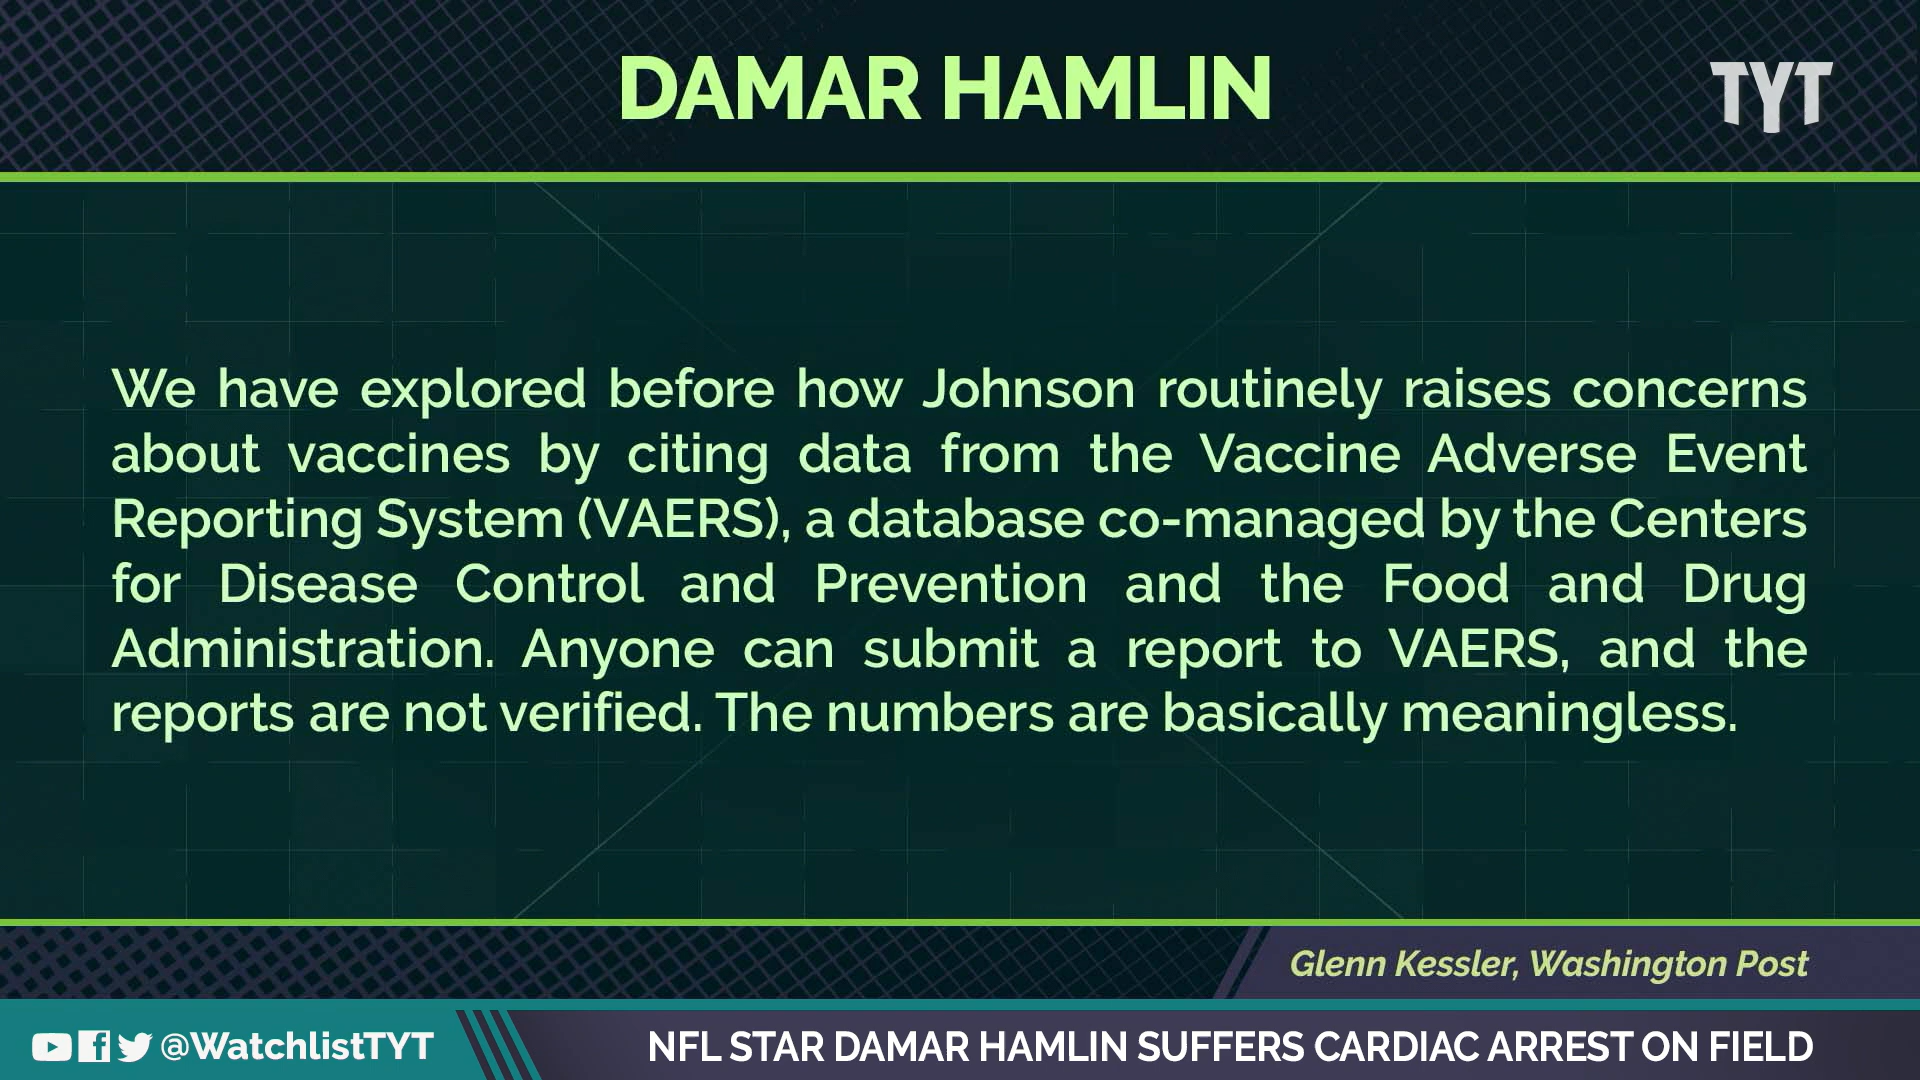 DAMAR HAMLIN
TYT
We have explored before how Johnson routinely raises concerns
about vaccines by citing data from the Vaccine Adverse Event
Reporting System (VAERS), a database co-managed by the Centers
for Disease Control and Prevention and the Food and Drug
Administration. Anyone can submit a report to VAERS, and the
reports are not verified. The numbers are basically meaningless.
Glenn Kessler, Washington Post
@WatchlistTYT
NFL STAR DAMAR HAMLIN SUFFERS CARDIAC ARREST ON FIELD